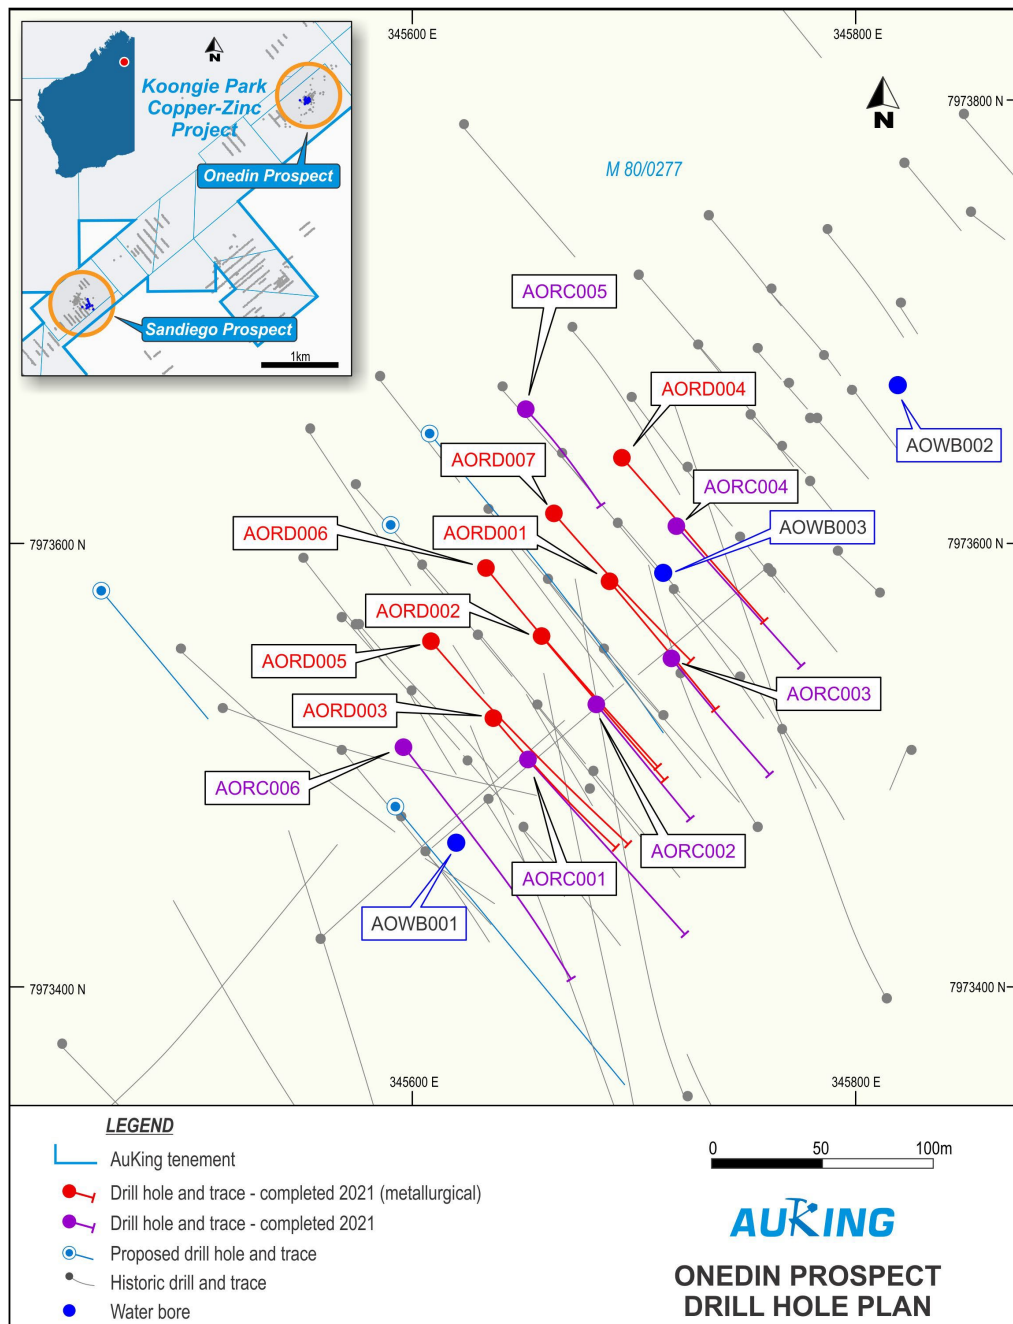 345600 E
345800 E
N
Koongie Park
Copper-Zinc
Project
Onedin Prospect
Sandiego Prospect
1km
7973800 N
N
M 80/0277
AORC005
AORD004
AOWB002
AORD007
AORC004
AORD006
AORD001
AOWB003
7973600 N
7973600 N
AORD002
AORD005
AORC003
AORD003
AORC006
AORC002
AORC001
AOWB001
7973400 N
7973400 N
345600 E
345800 E
LEGEND
AuKing tenement
Drill hole and trace - completed 2021 (metallurgical)
Drill hole and trace - completed 2021
Proposed drill hole and trace
Historic drill and trace
Water bore
0 50 100m
AUKING
ONEDIN PROSPECT
DRILL HOLE PLAN